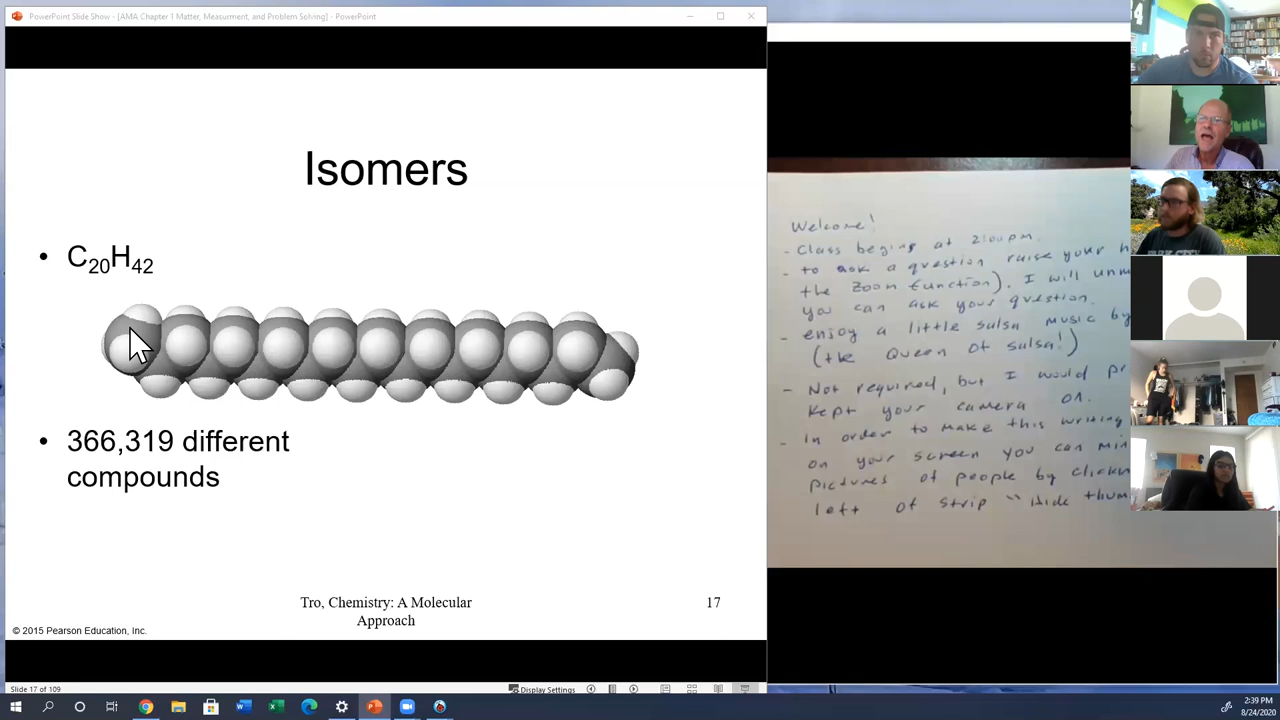 PowerPoint Slide Show - [AMA Chapter 1 Matter, Measurment, and Problem Solving] - PowerPoint
Isomers
• C20H42
• 366,319 different
compounds
Tro, Chemistry: A Molecular
Approach
17
© 2015 Pearson Education, Inc.
Slide 17 of 109
Display Settings
Welcome!
- Class begins at 2:00pm.
- to ask a question raise your h
the Zoom function). I will unm
you can ask your question.
- enjoy a little salsa music by
(the Queen of salsa!)
- Not required, but I would pr
kept your camera on.
- In order to make this writing
on your screen you can min
pictures of people by clickin
left of strip "Hide thum
2:39 PM
8/24/2020